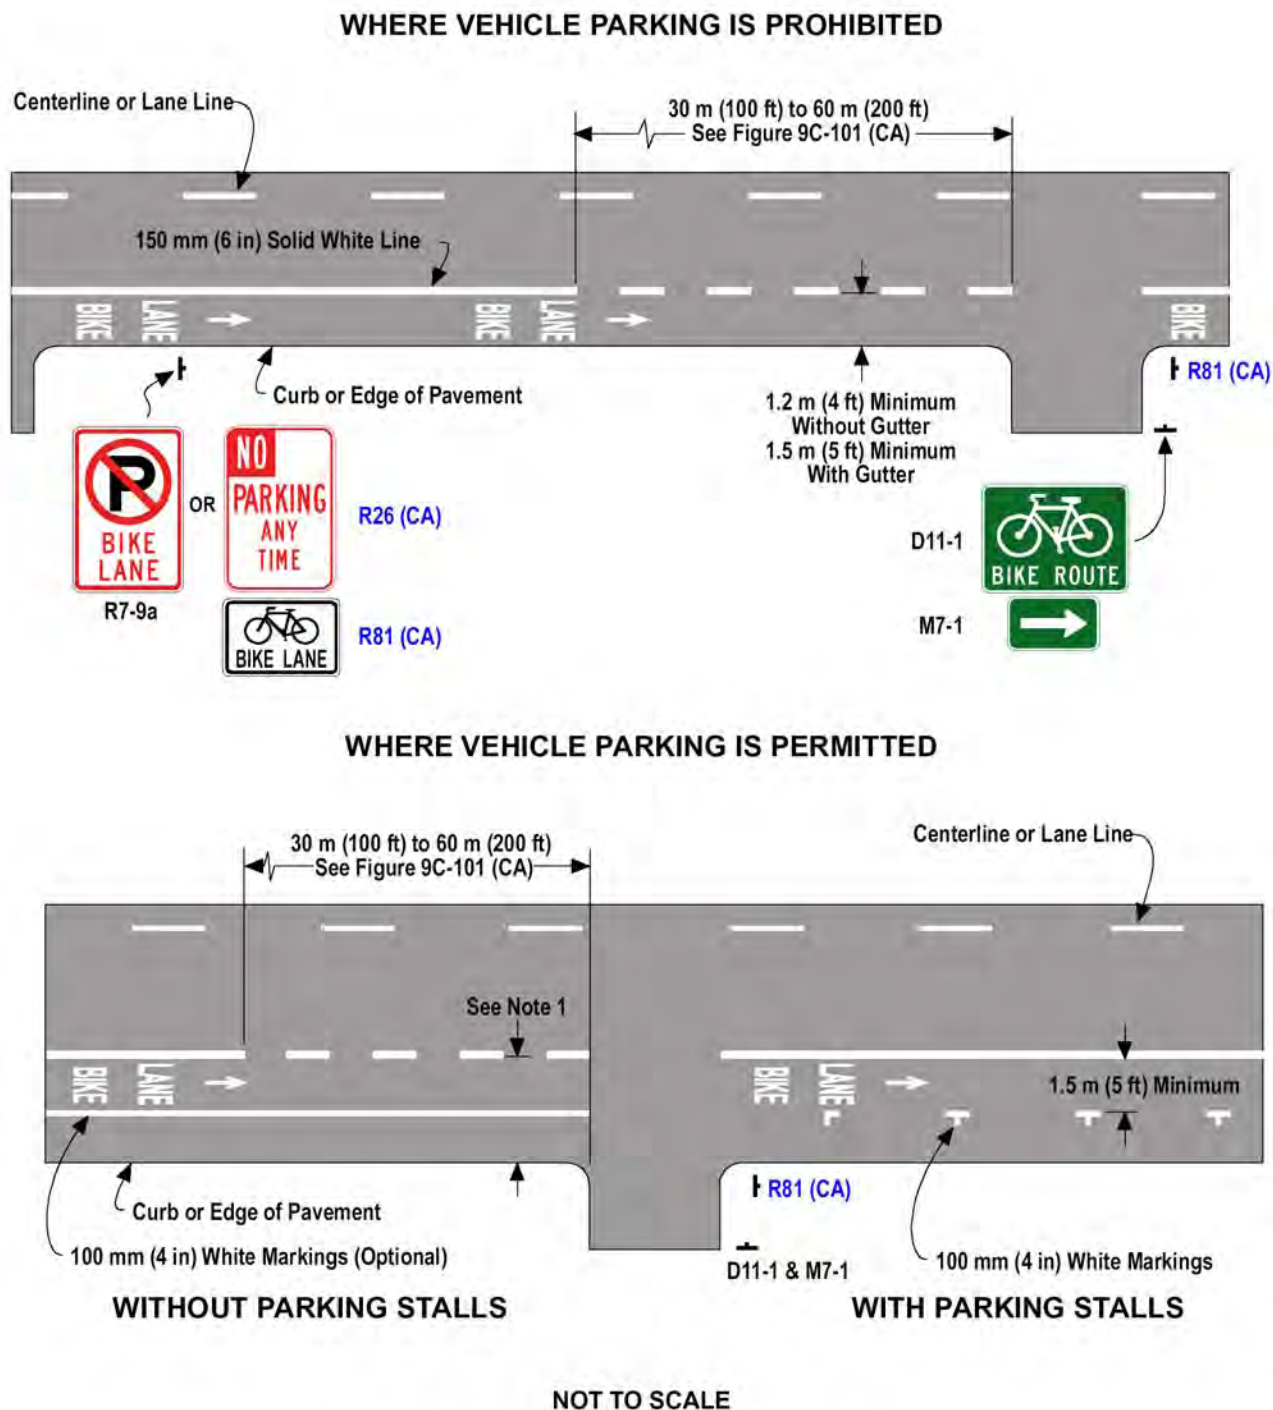 WHERE VEHICLE PARKING IS PROHIBITED
Centerline or Lane Line
30 m (100 ft) to 60 m (200 ft)
See Figure 9C-101 (CA)
150 mm (6 in) Solid White Line
BIKE LANE
BIKE LANE
BIKE
R81 (CA)
Curb or Edge of Pavement
1.2 m (4 ft) Minimum
Without Gutter
1.5 m (5 ft) Minimum
With Gutter
P
BIKE
LANE
R7-9a
OR
NO
PARKING
ANY
TIME
R26 (CA)
BIKE LANE
R81 (CA)
D11-1
BIKE ROUTE
M7-1
WHERE VEHICLE PARKING IS PERMITTED
30 m (100 ft) to 60 m (200 ft)
See Figure 9C-101 (CA)
Centerline or Lane Line
See Note 1
BIKE LANE
BIKE LANE
1.5 m (5 ft) Minimum
R81 (CA)
Curb or Edge of Pavement
100 mm (4 in) White Markings (Optional)
D11-1 & M7-1
100 mm (4 in) White Markings
WITHOUT PARKING STALLS
WITH PARKING STALLS
NOT TO SCALE